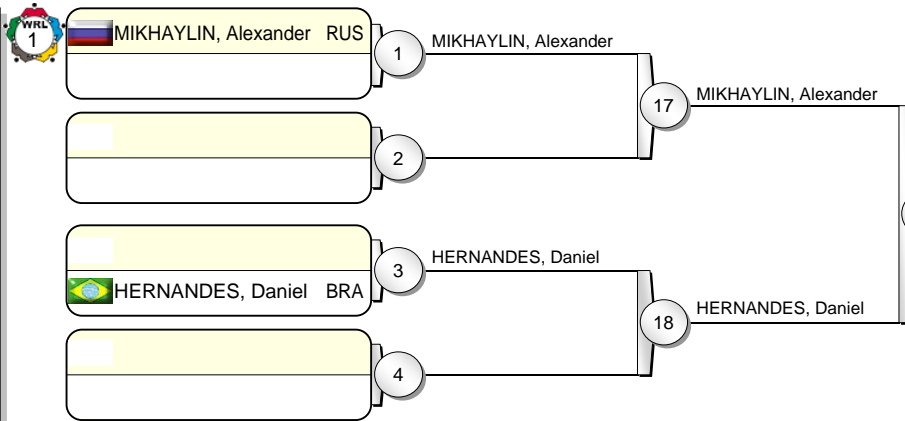 WRL
1
MIKHAYLIN, Alexander RUS
1
MIKHAYLIN, Alexander
2
17
MIKHAYLIN, Alexander
HERNANDES, Daniel BRA
3
HERNANDES, Daniel
4
18
HERNANDES, Daniel